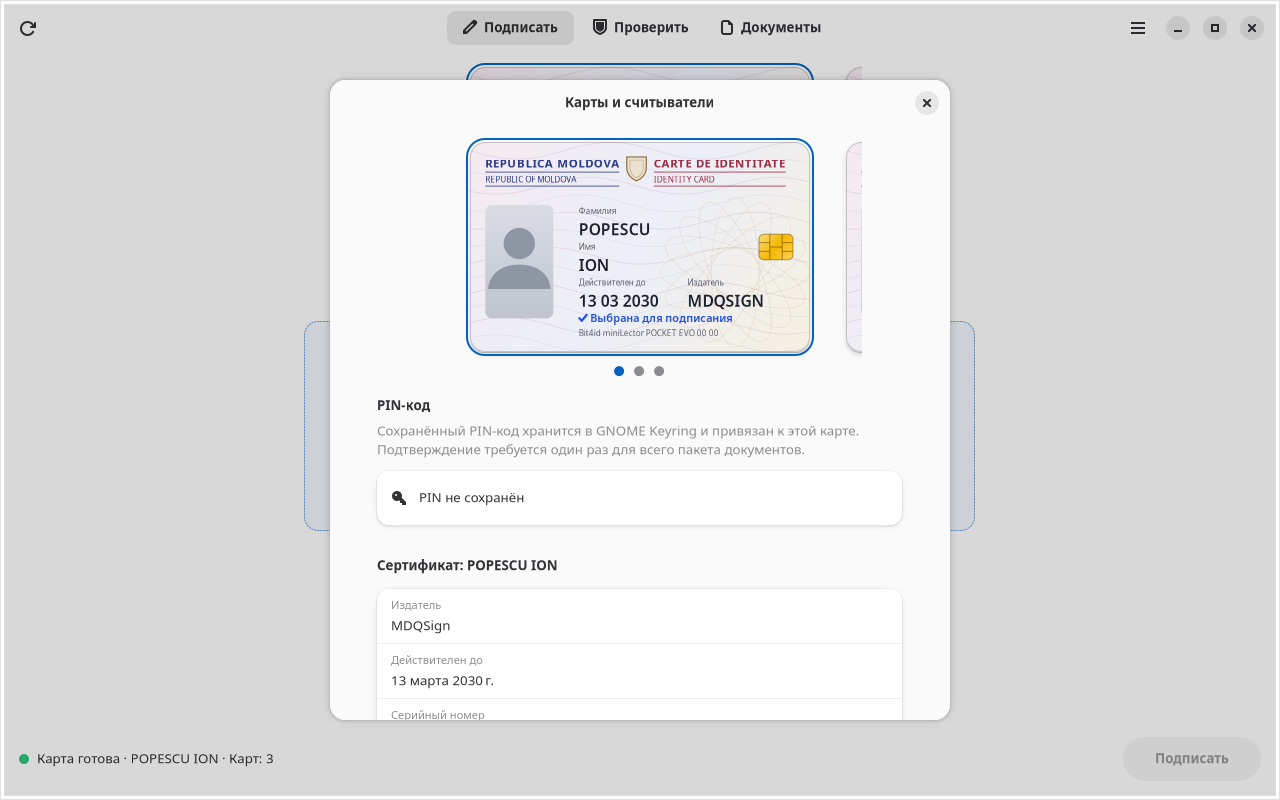 Подписать
Проверить
Документы
Карты и считыватели
REPUBLICA MOLDOVA
CARTE DE IDENTITATE
REPUBLIC OF MOLDOVA
IDENTITY CARD
Фамилия
POPESCU
Имя
ION
Действителен до
Издатель
13 03 2030
MDQSIGN
Выбрана для подписания
Bit4id miniLector POCKET EVO 00 00
PIN-код
Сохранённый PIN-код хранится в GNOME Keyring и привязан к этой карте.
Подтверждение требуется один раз для всего пакета документов.
PIN не сохранён
Сертификат: POPESCU ION
Издатель
MDQSign
Действителен до
13 марта 2030 г.
Серийный номер
Карта готова · POPESCU ION · Карт: 3
Подписать